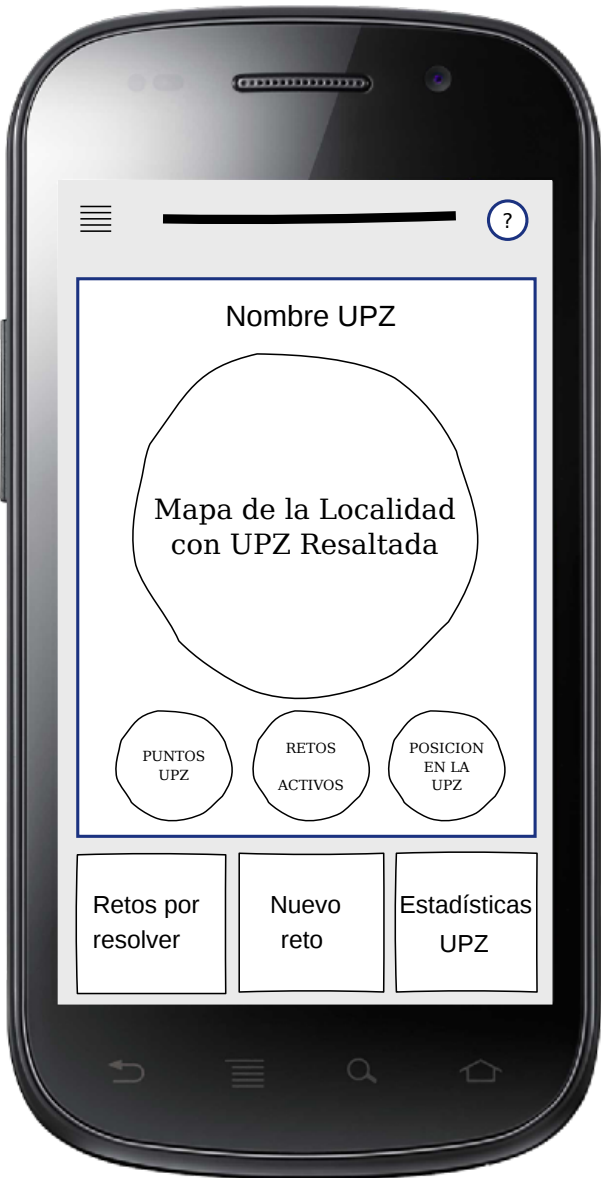 ?
Nombre UPZ
Mapa de la Localidad
con UPZ Resaltada
PUNTOS
UPZ
RETOS
ACTIVOS
POSICION
EN LA
UPZ
Retos por
resolver
Nuevo
reto
Estadísticas
UPZ